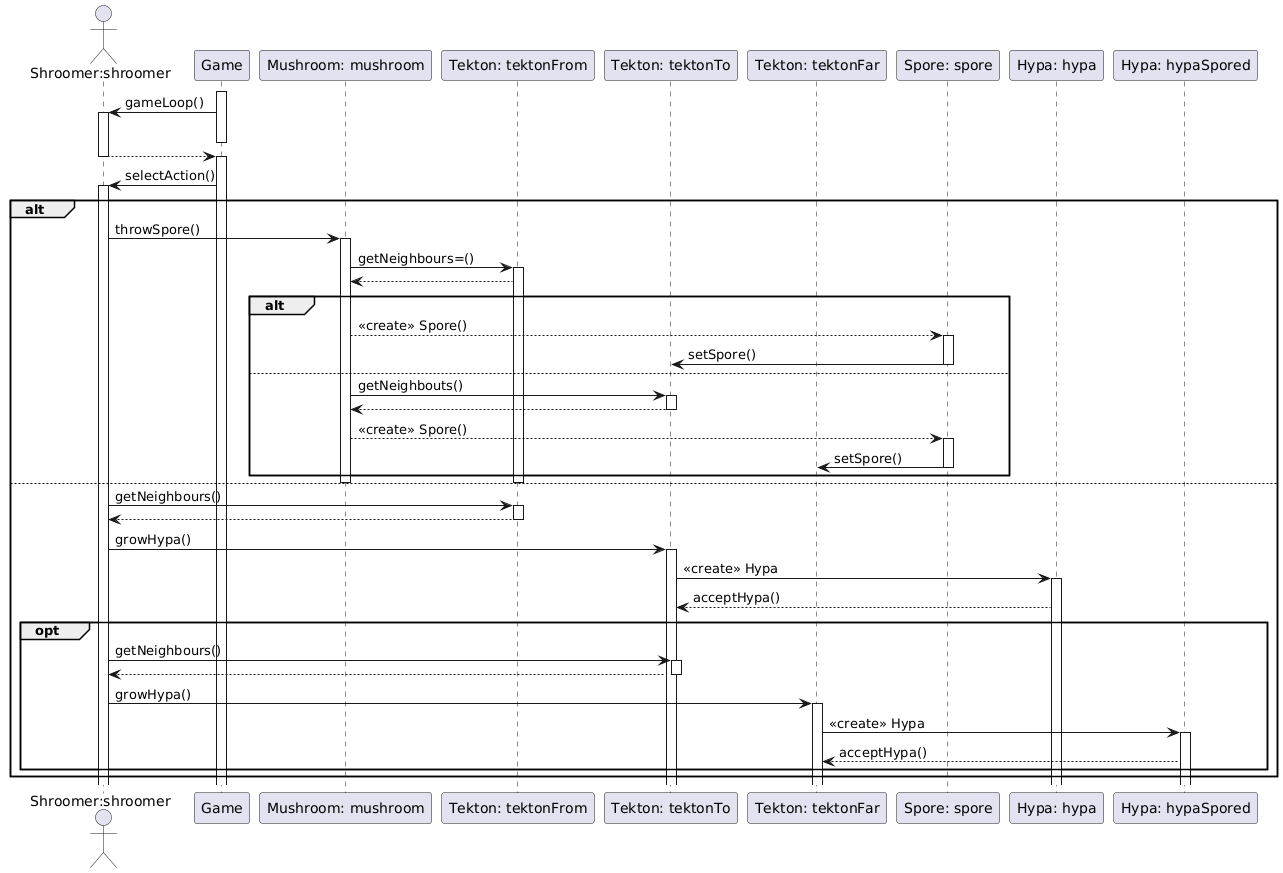 Shroomer:shroomer
Game
Mushroom: mushroom
Tekton: tektonFrom
Tekton: tektonTo
Tekton: tektonFar
Spore: spore
Hypa: hypa
Hypa: hypaSpored
gameLoop()
selectAction()
alt
throwSpore()
getNeighbours=()
alt
«create» Spore()
setSpore()
getNeighbouts()
«create» Spore()
setSpore()
getNeighbours()
growHypa()
«create» Hypa
acceptHypa()
opt
getNeighbours()
growHypa()
«create» Hypa
acceptHypa()
Shroomer:shroomer
Game
Mushroom: mushroom
Tekton: tektonFrom
Tekton: tektonTo
Tekton: tektonFar
Spore: spore
Hypa: hypa
Hypa: hypaSpored